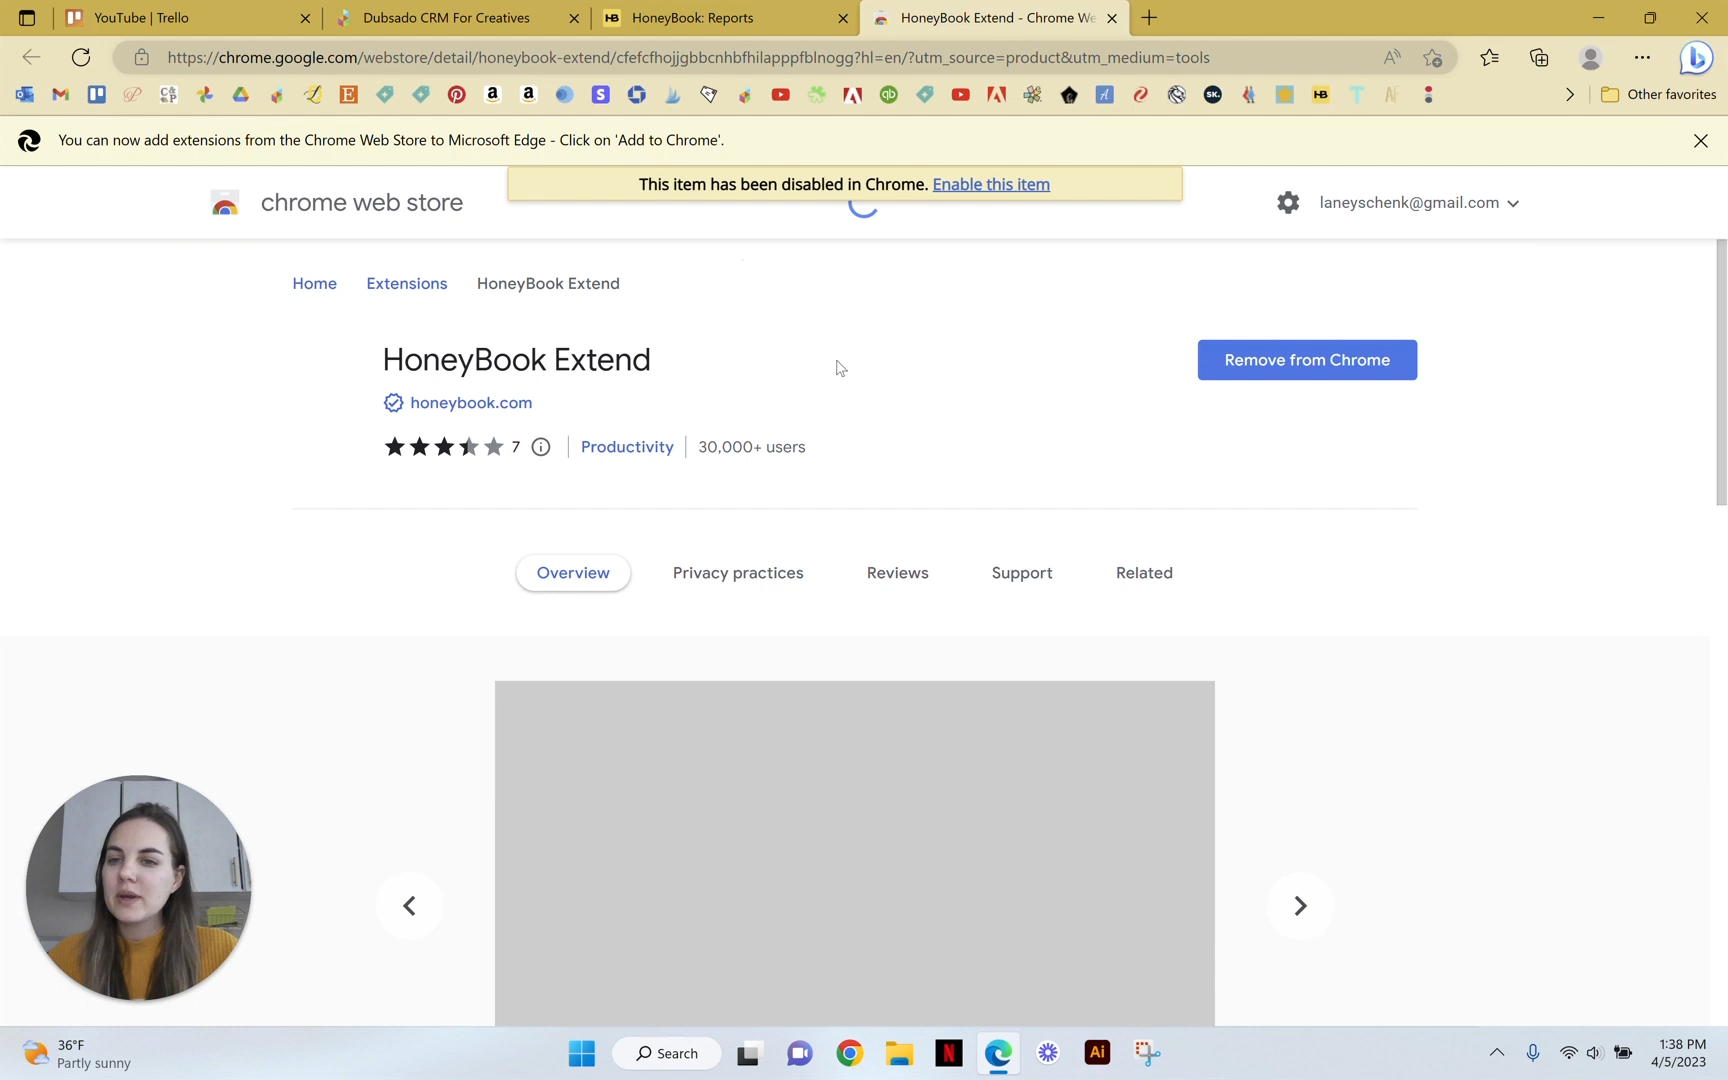 YouTube | Trello
Dubsado CRM For Creatives
HoneyBook: Reports
HoneyBook Extend - Chrome We
https://chrome.google.com/webstore/detail/honeybook-extend/cfefcfhojjgbbcnhbfhilapppfblnogg?hl=en/?utm_source=product&utm_medium=tools
Other favorites
You can now add extensions from the Chrome Web Store to Microsoft Edge - Click on 'Add to Chrome'.
This item has been disabled in Chrome. Enable this item
chrome web store
laneyschenk@gmail.com
Home Extensions HoneyBook Extend
HoneyBook Extend
Remove from Chrome
honeybook.com
7 Productivity 30,000+ users
Overview Privacy practices Reviews Support Related
36°F
Partly sunny
Search
1:38 PM
4/5/2023